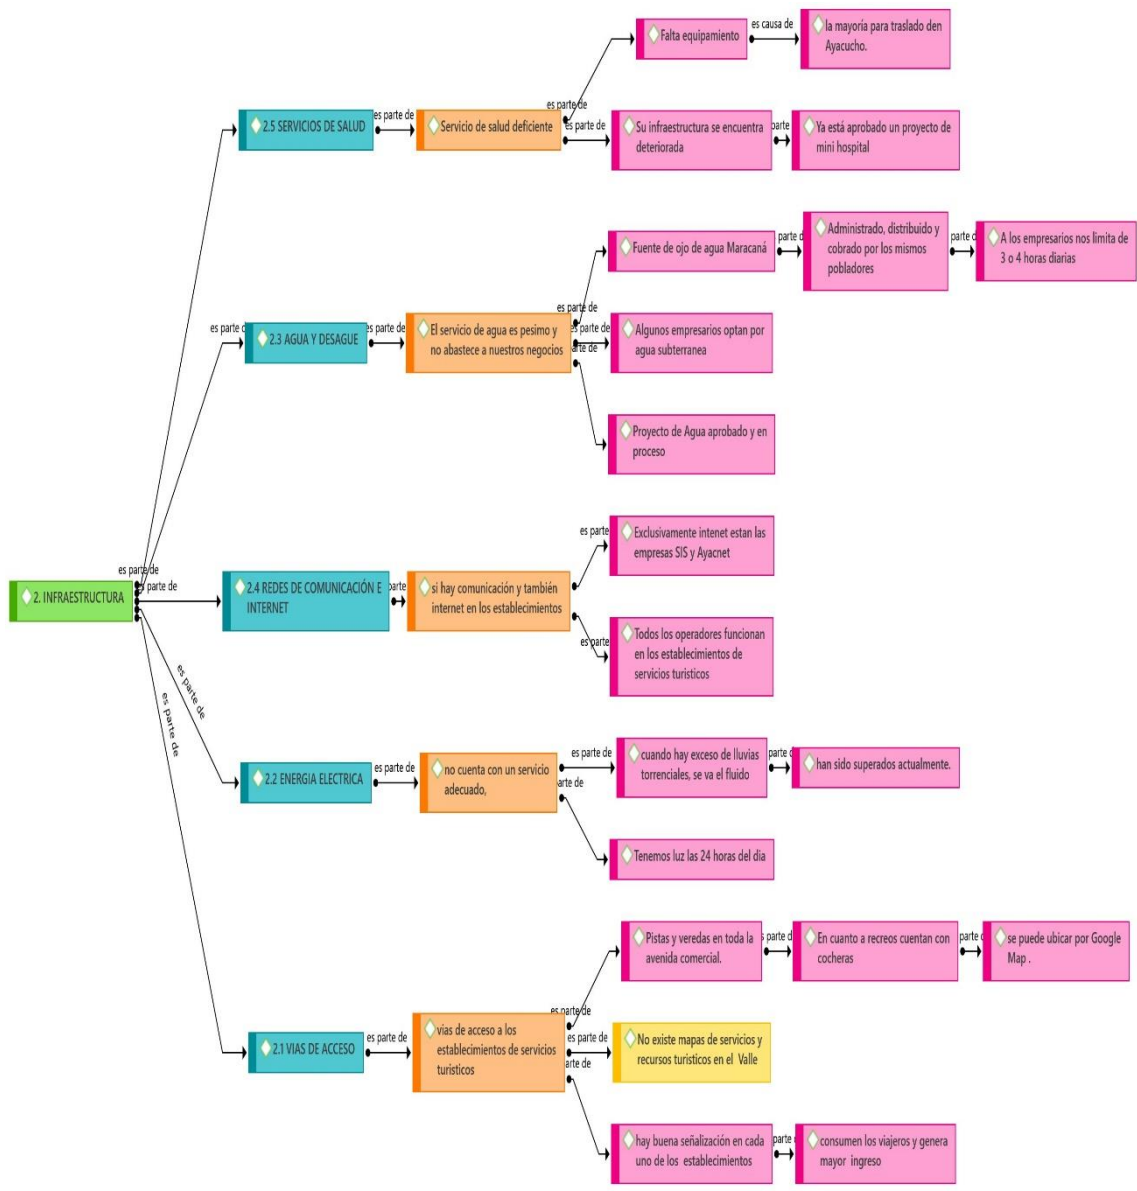 Falta equipamiento
es causa de
la mayoría para traslado den
Ayacucho.
es parte de
2.5 SERVICIOS DE SALUD
es parte de
Servicio de salud deficiente
es parte de
Su infraestructura se encuentra
deteriorada
parte
Ya está aprobado un proyecto de
mini hospital
Fuente de ojo de agua Maracaná
parte d
Administrado, distribuido y
cobrado por los mismos
pobladores
parte d
A los empresarios nos limita de
3 o 4 horas diarias
es parte de
es parte de
2.3 AGUA Y DESAGUE
es parte de
El servicio de agua es pesimo y
no abastece a nuestros negocios
Algunos empresarios optan por
agua subterranea
parte de
Proyecto de Agua aprobado y en
proceso
es parte
Exclusivamente intenet estan las
empresas SIS y Ayacnet
es parte de
es parte de
2. INFRAESTRUCTURA
2.4 REDES DE COMUNICACIÓN E
INTERNET
parte
si hay comunicación y también
internet en los establecimientos
es parte
Todos los operadores funcionan
en los establecimientos de
servicios turisticos
es parte de
es parte de
2.2 ENERGIA ELECTRICA
es parte de
no cuenta con un servicio
adecuado,
es parte de
cuando hay exceso de lluvias
torrenciales, se va el fluido
parte d
han sido superados actualmente.
parte de
Tenemos luz las 24 horas del dia
Pistas y veredas en toda la
avenida comercial.
s parte d
En cuanto a recreos cuentan con
cocheras
parte d
se puede ubicar por Google
Map .
es parte de
2.1 VIAS DE ACCESO
es parte de
vias de acceso a los
establecimientos de servicios
turisticos
es parte de
No existe mapas de servicios y
recursos turisticos en el Valle
parte de
hay buena señalización en cada
uno de los establecimientos
parte d
consumen los viajeros y genera
mayor ingreso